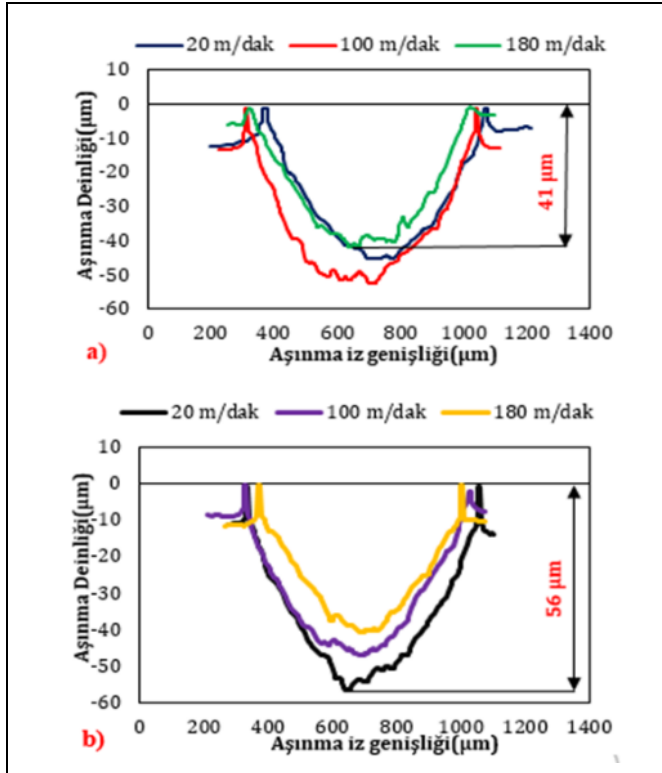 20 m/dak 100 m/dak 180 m/dak
10
0
-10
-20
-30
-40
-50
-60
Aşınma Deinliği(µm)
41 µm
0 200 400 600 800 1000 1200 1400
a)
Aşınma iz genişliği(µm)
20 m/dak 100 m/dak 180 m/dak
10
0
-10
-20
-30
-40
-50
-60
Aşınma Deinliği(µm)
56 µm
0 200 400 600 800 1000 1200 1400
b)
Aşınma iz genişliği(µm)